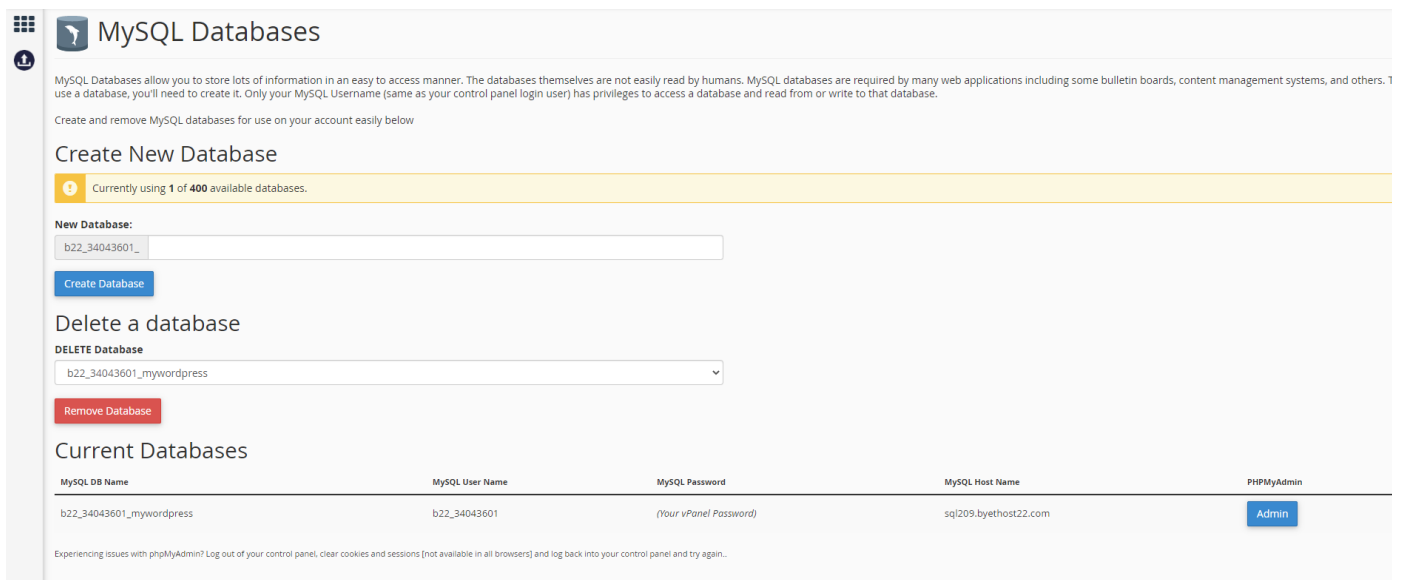 MySQL Databases
MySQL Databases allow you to store lots of information in an easy to access manner. The databases themselves are not easily read by humans. MySQL databases are required by many web applications including some bulletin boards, content management systems, and others.
use a database, you'll need to create it. Only your MySQL Username (same as your control panel login user) has privileges to access a database and read from or write to that database.
Create and remove MySQL databases for use on your account easily below
Create New Database
Currently using 1 of 400 available databases.
New Database:
b22_34043601_
Create Database
Delete a database
DELETE Database
b22_34043601_mywordpress
Remove Database
Current Databases
MySQL DB Name MySQL User Name MySQL Password MySQL Host Name PHPMyAdmin
b22_34043601_mywordpress b22_34043601 (Your vPanel Password) sql209.byethost22.com Admin
Experiencing issues with phpMyAdmin? Log out of your control panel, clear cookies and sessions [not available in all browsers] and log back into your control panel and try again..